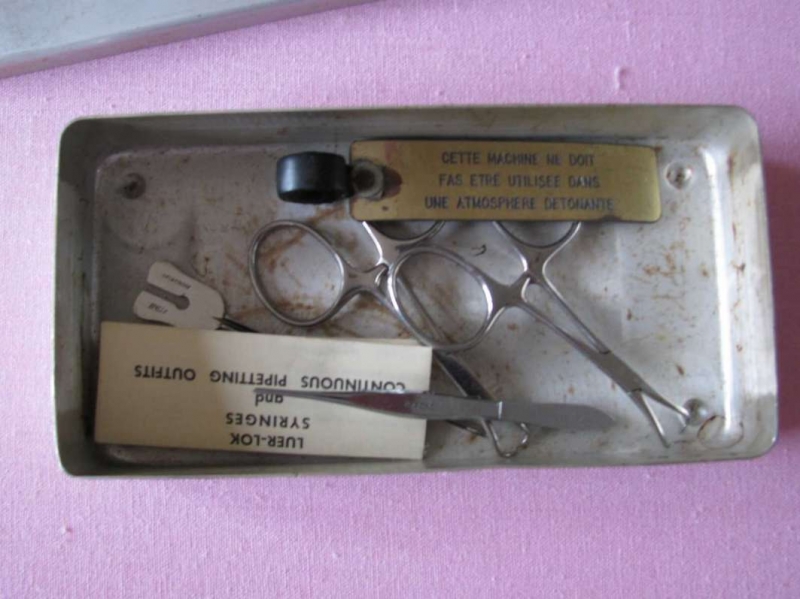 CETTE MACHINE NE DOIT
PAS ETRE UTILISEE DANS
UNE ATMOSPHERE DETONANTE
LUER-LOK
SYRINGES
and
CONTINUOUS PIPETTING OUTFITS